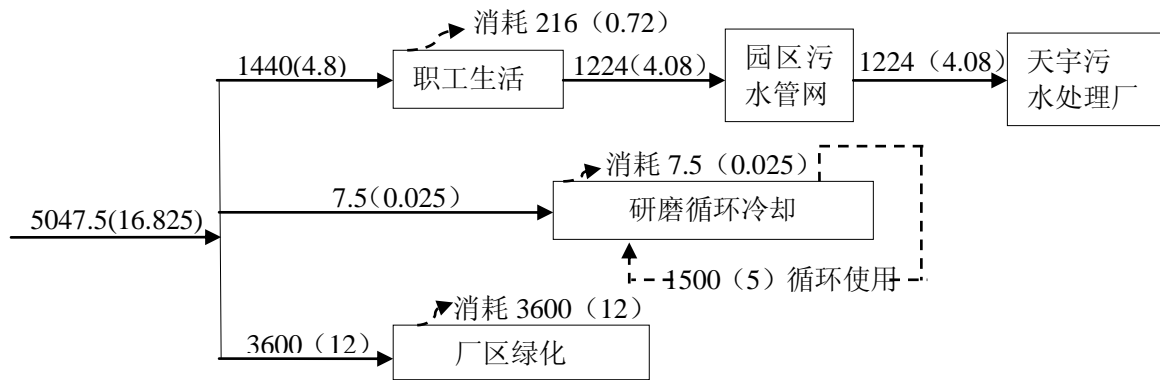 消耗 216（0.72）
1440(4.8)
职工生活
1224(4.08)
园区污
水管网
1224（4.08）
天宇污
水处理厂
消耗 7.5（0.025）
7.5(0.025)
研磨循环冷却
5047.5(16.825)
1500（5）循环使用
消耗 3600（12）
3600（12）
厂区绿化